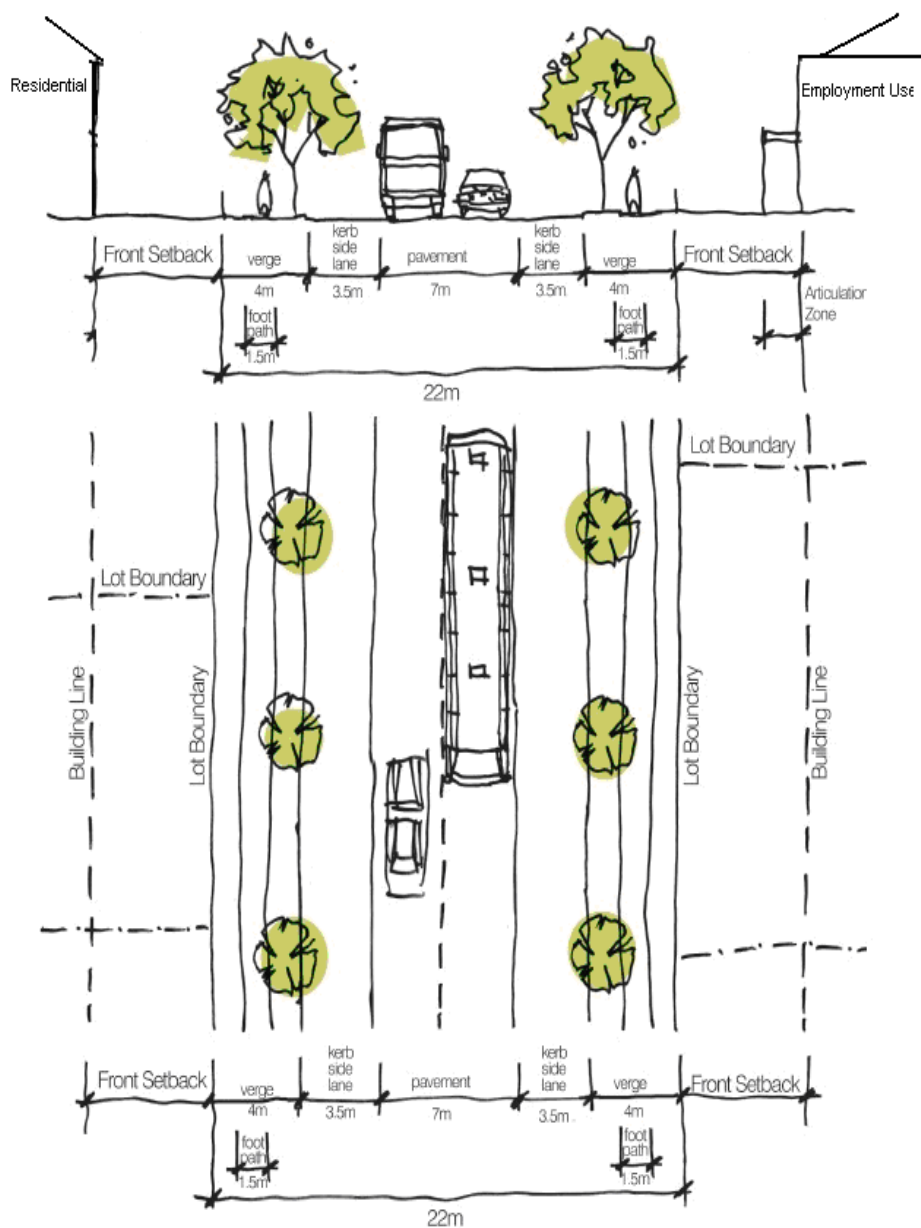 Residential
Employment Use
Front Setback
verge
kerb
side
lane
pavement
kerb
side
lane
verge
Front Setback
4m
3.5m
7m
3.5m
4m
Articulation
Zone
foot
path
1.5m
foot
path
1.5m
22m
Lot Boundary
Lot Boundary
Building Line
Lot Boundary
Lot Boundary
Building Line
Front Setback
verge
kerb
side
lane
pavement
kerb
side
lane
verge
Front Setback
4m
3.5m
7m
3.5m.
4m
foot
path
1.5m
foot
path
1.5m
22m